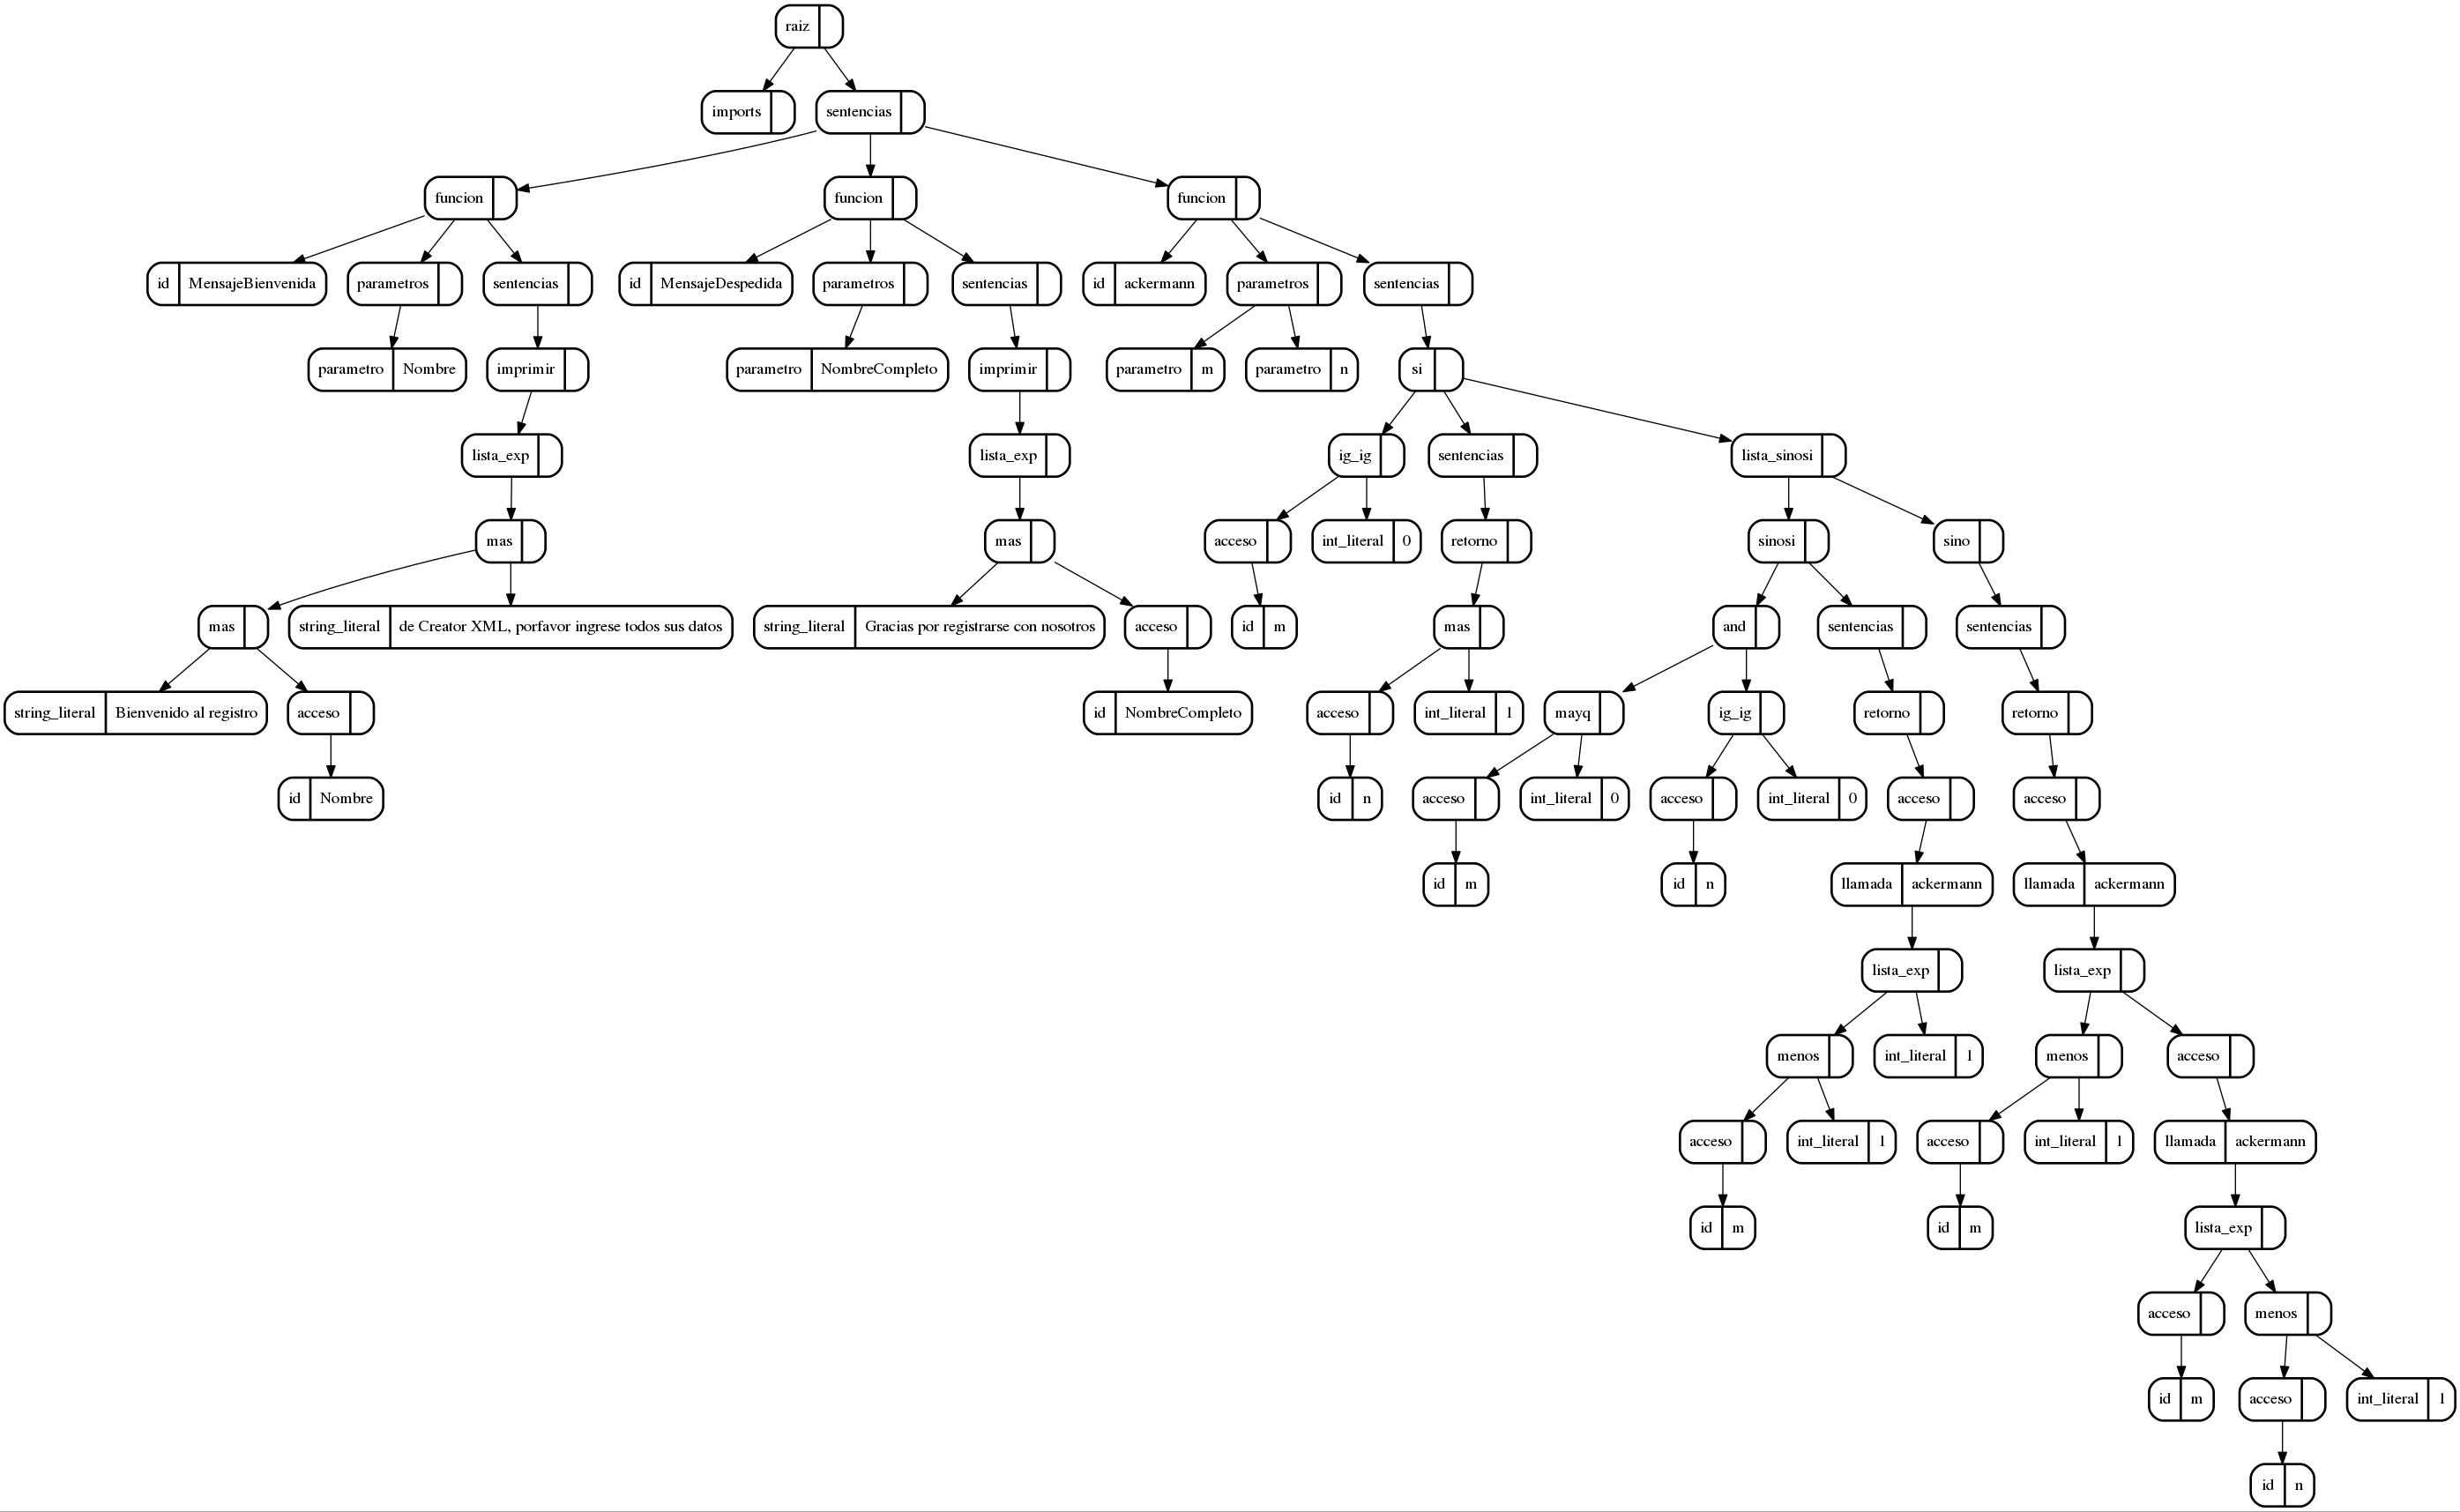 raiz
imports
sentencias
funcion
funcion
funcion
id MensajeBienvenida
parametros
sentencias
id MensajeDespedida
parametros
sentencias
id ackermann
parametros
sentencias
parametro Nombre
imprimir
parametro NombreCompleto
imprimir
parametro m
parametro n
si
lista_exp
lista_exp
ig_ig
sentencias
lista_sinosi
mas
mas
acceso
int_literal 0
retorno
sinosi
sino
mas
string_literal de Creator XML, porfavor ingrese todos sus datos
string_literal Gracias por registrarse con nosotros
acceso
id m
mas
and
sentencias
sentencias
string_literal Bienvenido al registro
acceso
id NombreCompleto
acceso
int_literal 1
mayq
ig_ig
retorno
retorno
id Nombre
id n
acceso
int_literal 0
acceso
int_literal 0
acceso
acceso
id m
id n
llamada ackermann
llamada ackermann
lista_exp
lista_exp
menos
int_literal 1
menos
acceso
acceso
int_literal 1
acceso
int_literal 1
llamada ackermann
id m
id m
lista_exp
acceso
menos
id m
acceso
int_literal 1
id n